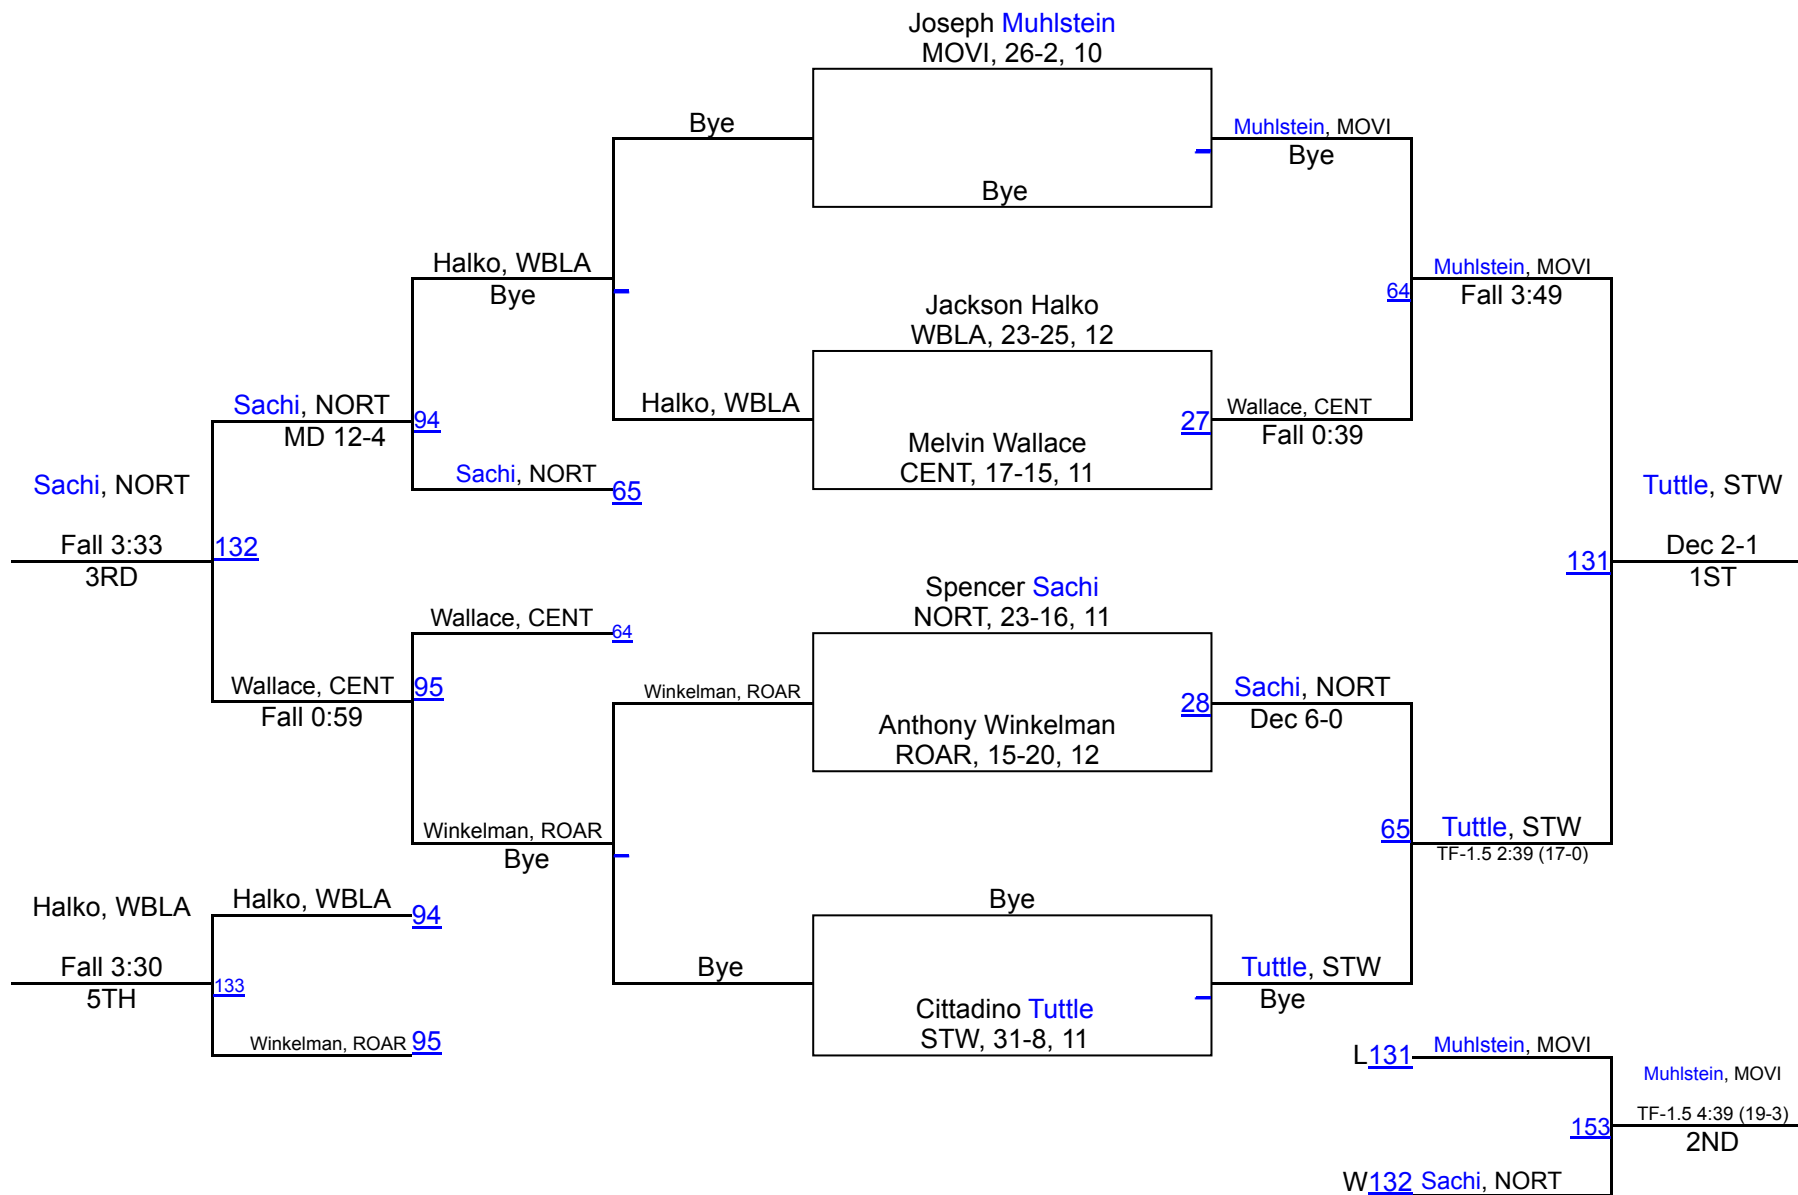 Joseph Muhlstein
MOVI, 26-2, 10
Bye
Muhlstein, MOVI
Bye
Bye
Halko, WBLA
Bye
Muhlstein, MOVI
64
Fall 3:49
Jackson Halko
WBLA, 23-25, 12
Sachi, NORT
94
MD 12-4
Halko, WBLA
27
Wallace, CENT
Fall 0:39
Melvin Wallace
CENT, 17-15, 11
Sachi, NORT
65
Sachi, NORT
Tuttle, STW
Fall 3:33
132
3RD
131
Dec 2-1
1ST
Spencer Sachi
NORT, 23-16, 11
Wallace, CENT
64
Wallace, CENT
95
Fall 0:59
Winkelman, ROAR
28
Sachi, NORT
Dec 6-0
Anthony Winkelman
ROAR, 15-20, 12
Winkelman, ROAR
Bye
65
Tuttle, STW
TF-1.5 2:39 (17-0)
Halko, WBLA
Halko, WBLA
94
Bye
Fall 3:30
133
5TH
Bye
Tuttle, STW
Bye
Cittadino Tuttle
STW, 31-8, 11
Winkelman, ROAR
95
L131
Muhlstein, MOVI
Muhlstein, MOVI
153
TF-1.5 4:39 (19-3)
2ND
W132
Sachi, NORT